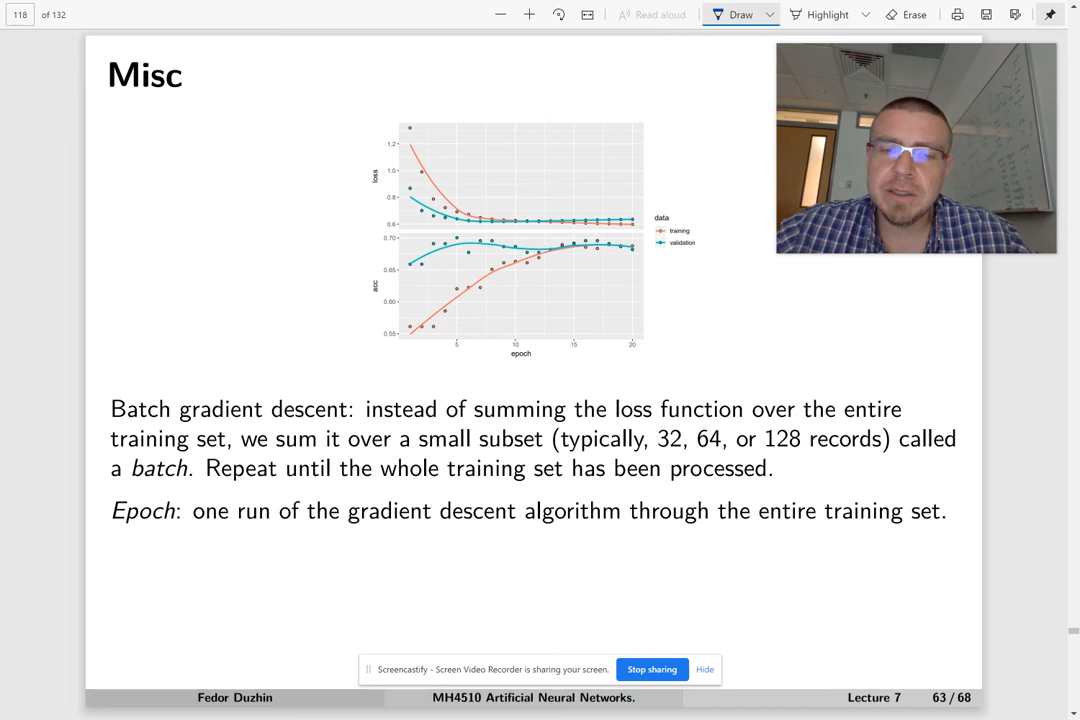 118 of 132
Read aloud
Draw
Highlight
Erase
Misc
1.2
1.0
0.8
0.6
loss
0.70
0.65
0.60
0.55
acc
5 10 15 20
epoch
data
training
validation
Batch gradient descent: instead of summing the loss function over the entire
training set, we sum it over a small subset (typically, 32, 64, or 128 records) called
a batch. Repeat until the whole training set has been processed.
Epoch: one run of the gradient descent algorithm through the entire training set.
Screencastify - Screen Video Recorder is sharing your screen. Stop sharing Hide
Fedor Duzhin MH4510 Artificial Neural Networks. Lecture 7 63 / 68